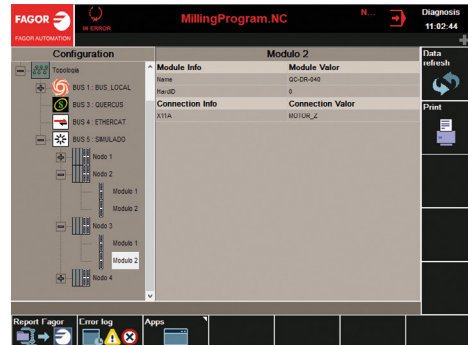 FAGOR
FAGOR AUTOMATION
IN ERROR
MillingProgram.NC
N...
Diagnosis
11:02:44
Configuration
Modulo 2
Data refresh
Topologia
BUS 1 : BUS_LOCAL
BUS 3 : QUERCUS
BUS 4 : ETHERCAT
BUS 5 : SIMULADO
Nodo 1
Nodo 2
Modulo 1
Modulo 2
Nodo 3
Modulo 1
Modulo 2
Nodo 4
Module Info Module Valor
Name QC-DR-040
HardID 0
Connection Info Connection Valor
X11A MOTOR_Z
Print
Report Fagor
Error log
Apps